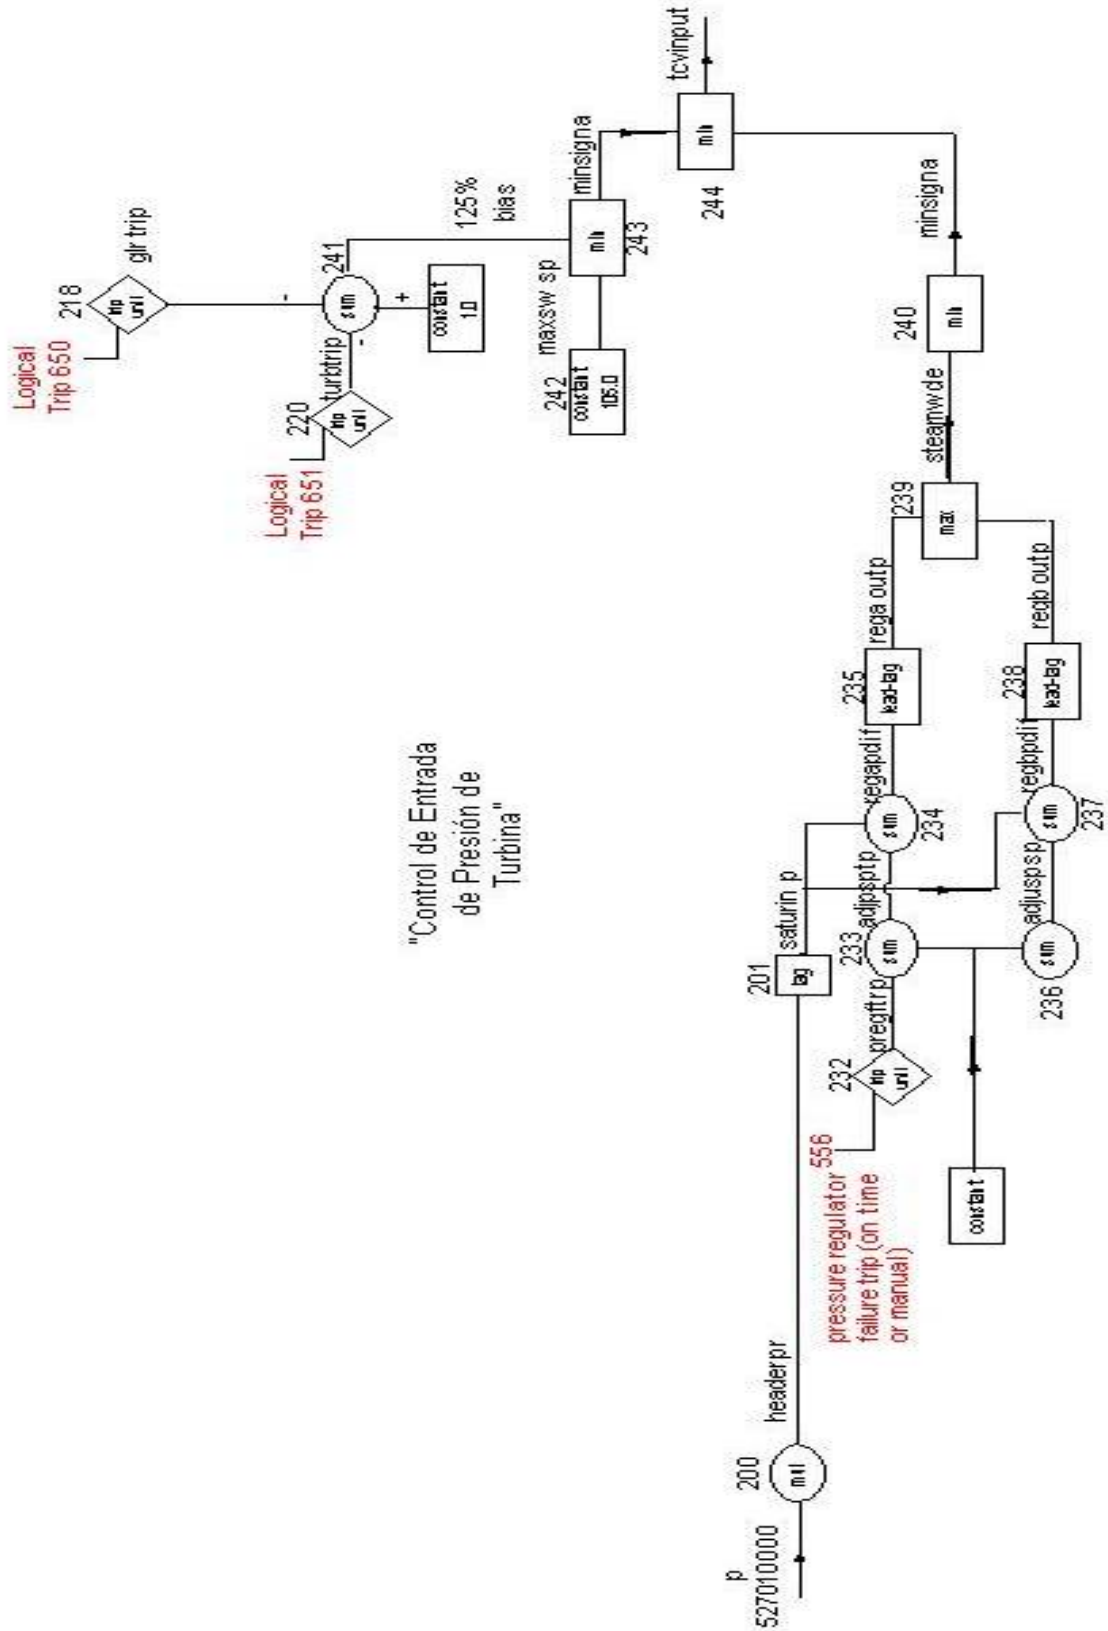 "Control de Entrada
de Presión de
Turbina"
p
527010000
200
mul
headerpr
201
lag
saturin p
pressure regulator 556
failure trip (on time
or manual)
232
trip
unit
pregftrp
233
sum
adjpsptp
234
sum
regapdif
235
lead-lag
rega outp
constant
236
sum
adjuspsp
237
sum
regbpdif
238
lead-lag
regb outp
239
max
steamwde
240
min
minsigna
Logical
Trip 650
218
trip
unit
glr trip
Logical
Trip 651
220
trip
unit
turbtrip
-
-
+
241
sum
constant
1.0
125%
bias
242
constant
105.0
maxsw sp
243
min
minsigna
244
min
tcvinput